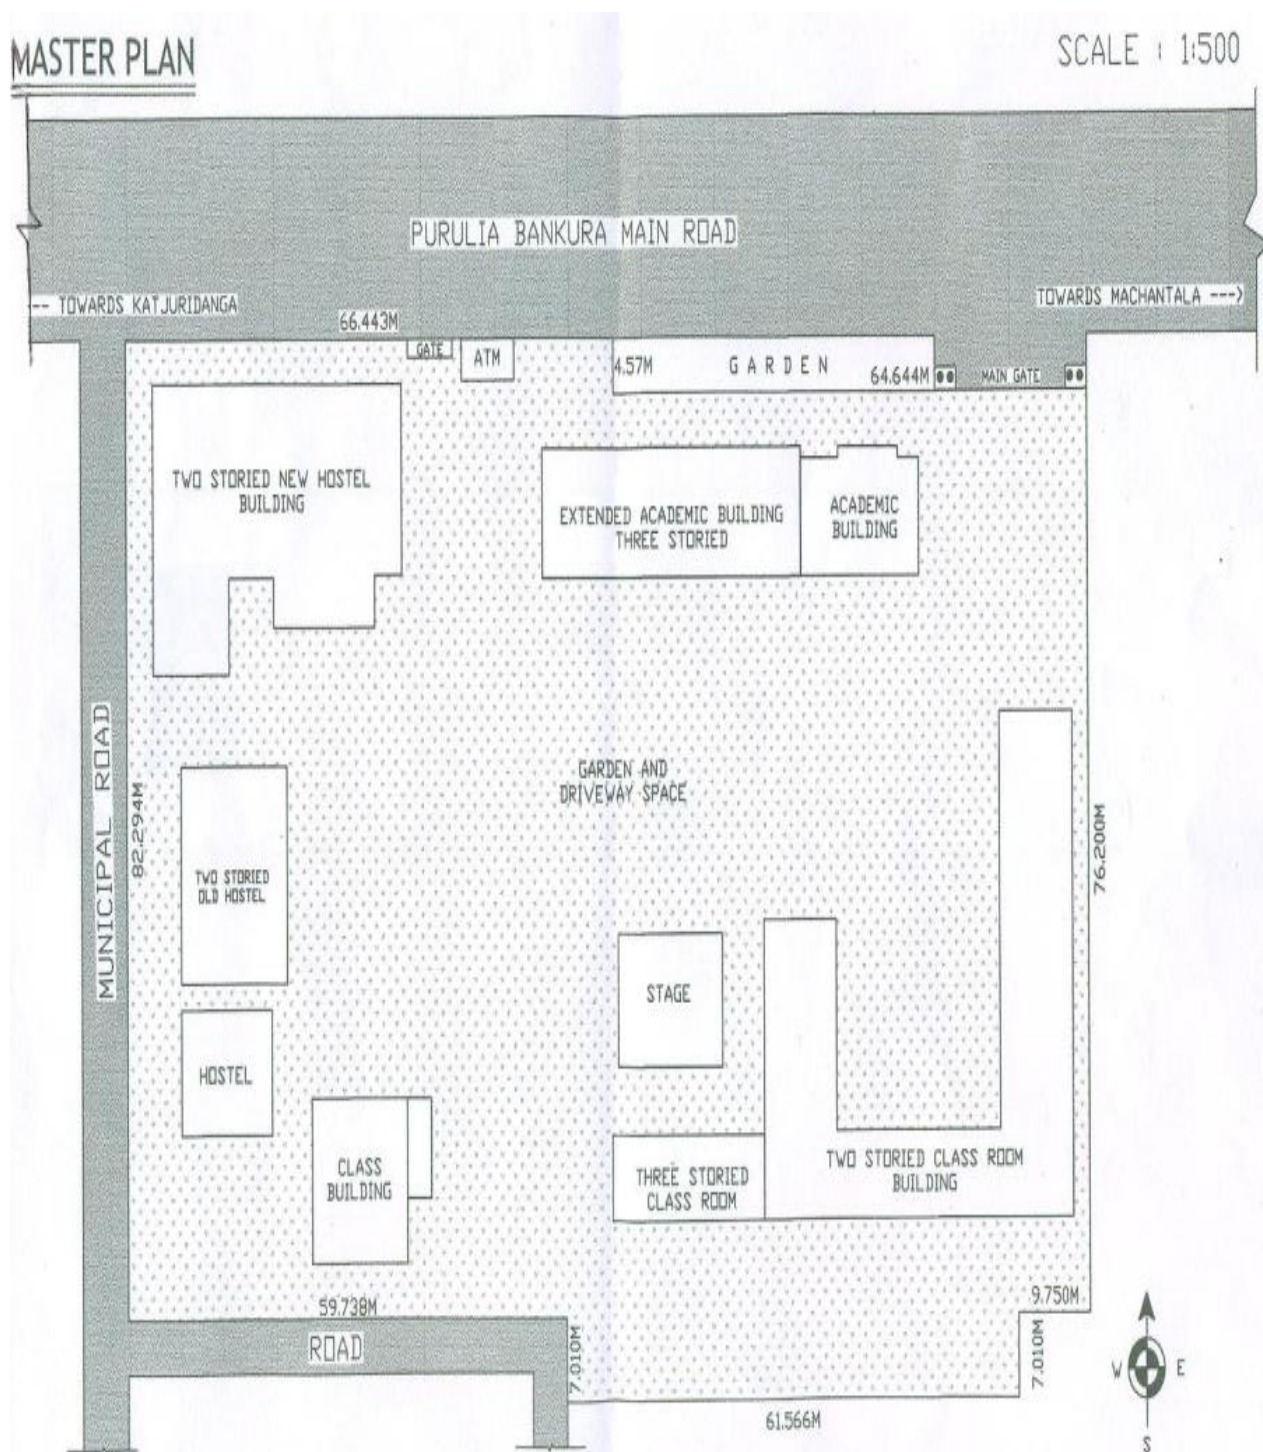 MASTER PLAN
SCALE : 1:500
PURULIA BANKURA MAIN ROAD
<--- TOWARDS KATJURIDANGA
TOWARDS MACHANTALA --->
66.443M
GATE
ATM
4.57M
GARDEN
64.644M
MAIN GATE
TWO STORIED NEW HOSTEL
BUILDING
EXTENDED ACADEMIC BUILDING
THREE STORIED
ACADEMIC
BUILDING
MUNICIPAL ROAD
82.294M
GARDEN AND
DRIVEWAY SPACE
76.200M
TWO STORIED
OLD HOSTEL
STAGE
HOSTEL
CLASS
BUILDING
THREE STORIED
CLASS ROOM
TWO STORIED CLASS ROOM
BUILDING
59.738M
9.750M
ROAD
7.010M
7.010M
61.566M
W
E
S